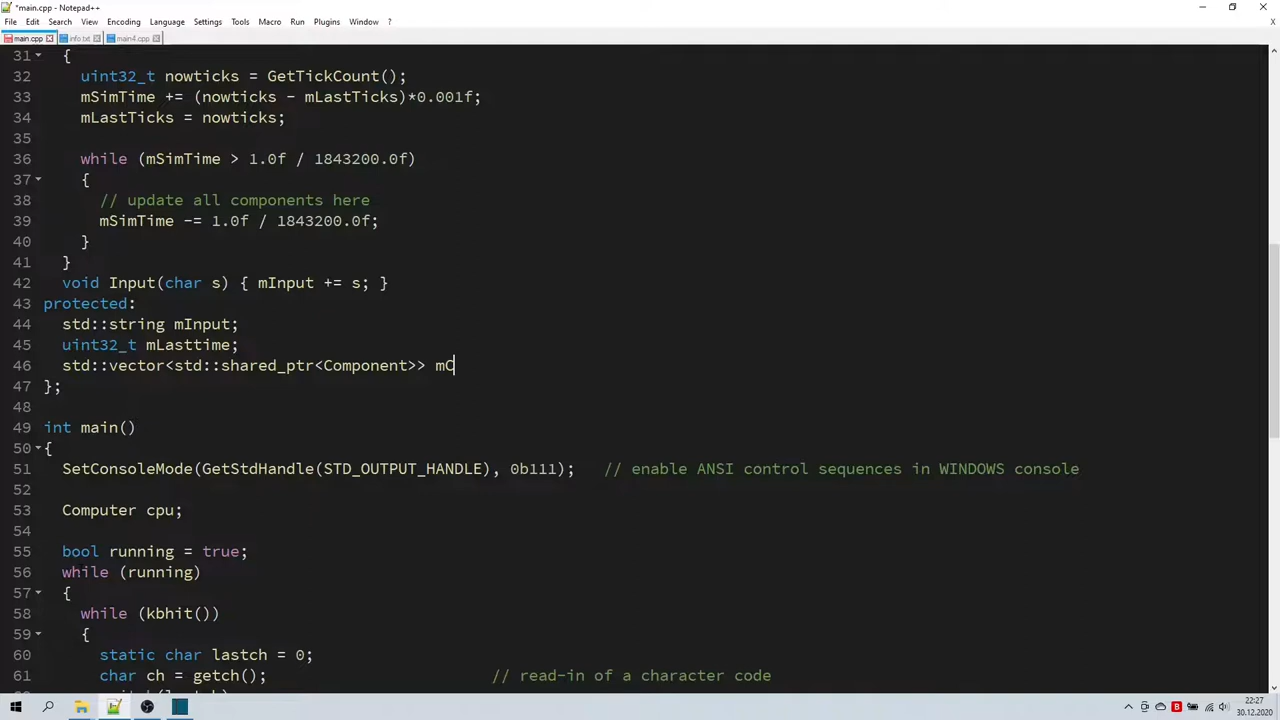 *main.cpp - Notepad++
File Edit Search View Encoding Language Settings Tools Macro Run Plugins Window ? X
main.cpp info.txt main4.cpp
31 {
32 uint32_t nowticks = GetTickCount();
33 mSimTime += (nowticks - mLastTicks)*0.001f;
34 mLastTicks = nowticks;
35
36 while (mSimTime > 1.0f / 1843200.0f)
37 {
38 // update all components here
39 mSimTime -= 1.0f / 1843200.0f;
40 }
41 }
42 void Input(char s) { mInput += s; }
43 protected:
44 std::string mInput;
45 uint32_t mLasttime;
46 std::vector<std::shared_ptr<Component>> mC
47 };
48
49 int main()
50 {
51 SetConsoleMode(GetStdHandle(STD_OUTPUT_HANDLE), 0b111); // enable ANSI control sequences in WINDOWS console
52
53 Computer cpu;
54
55 bool running = true;
56 while (running)
57 {
58 while (kbhit())
59 {
60 static char lastch = 0;
61 char ch = getch(); // read-in of a character code
22:27
30.12.2020